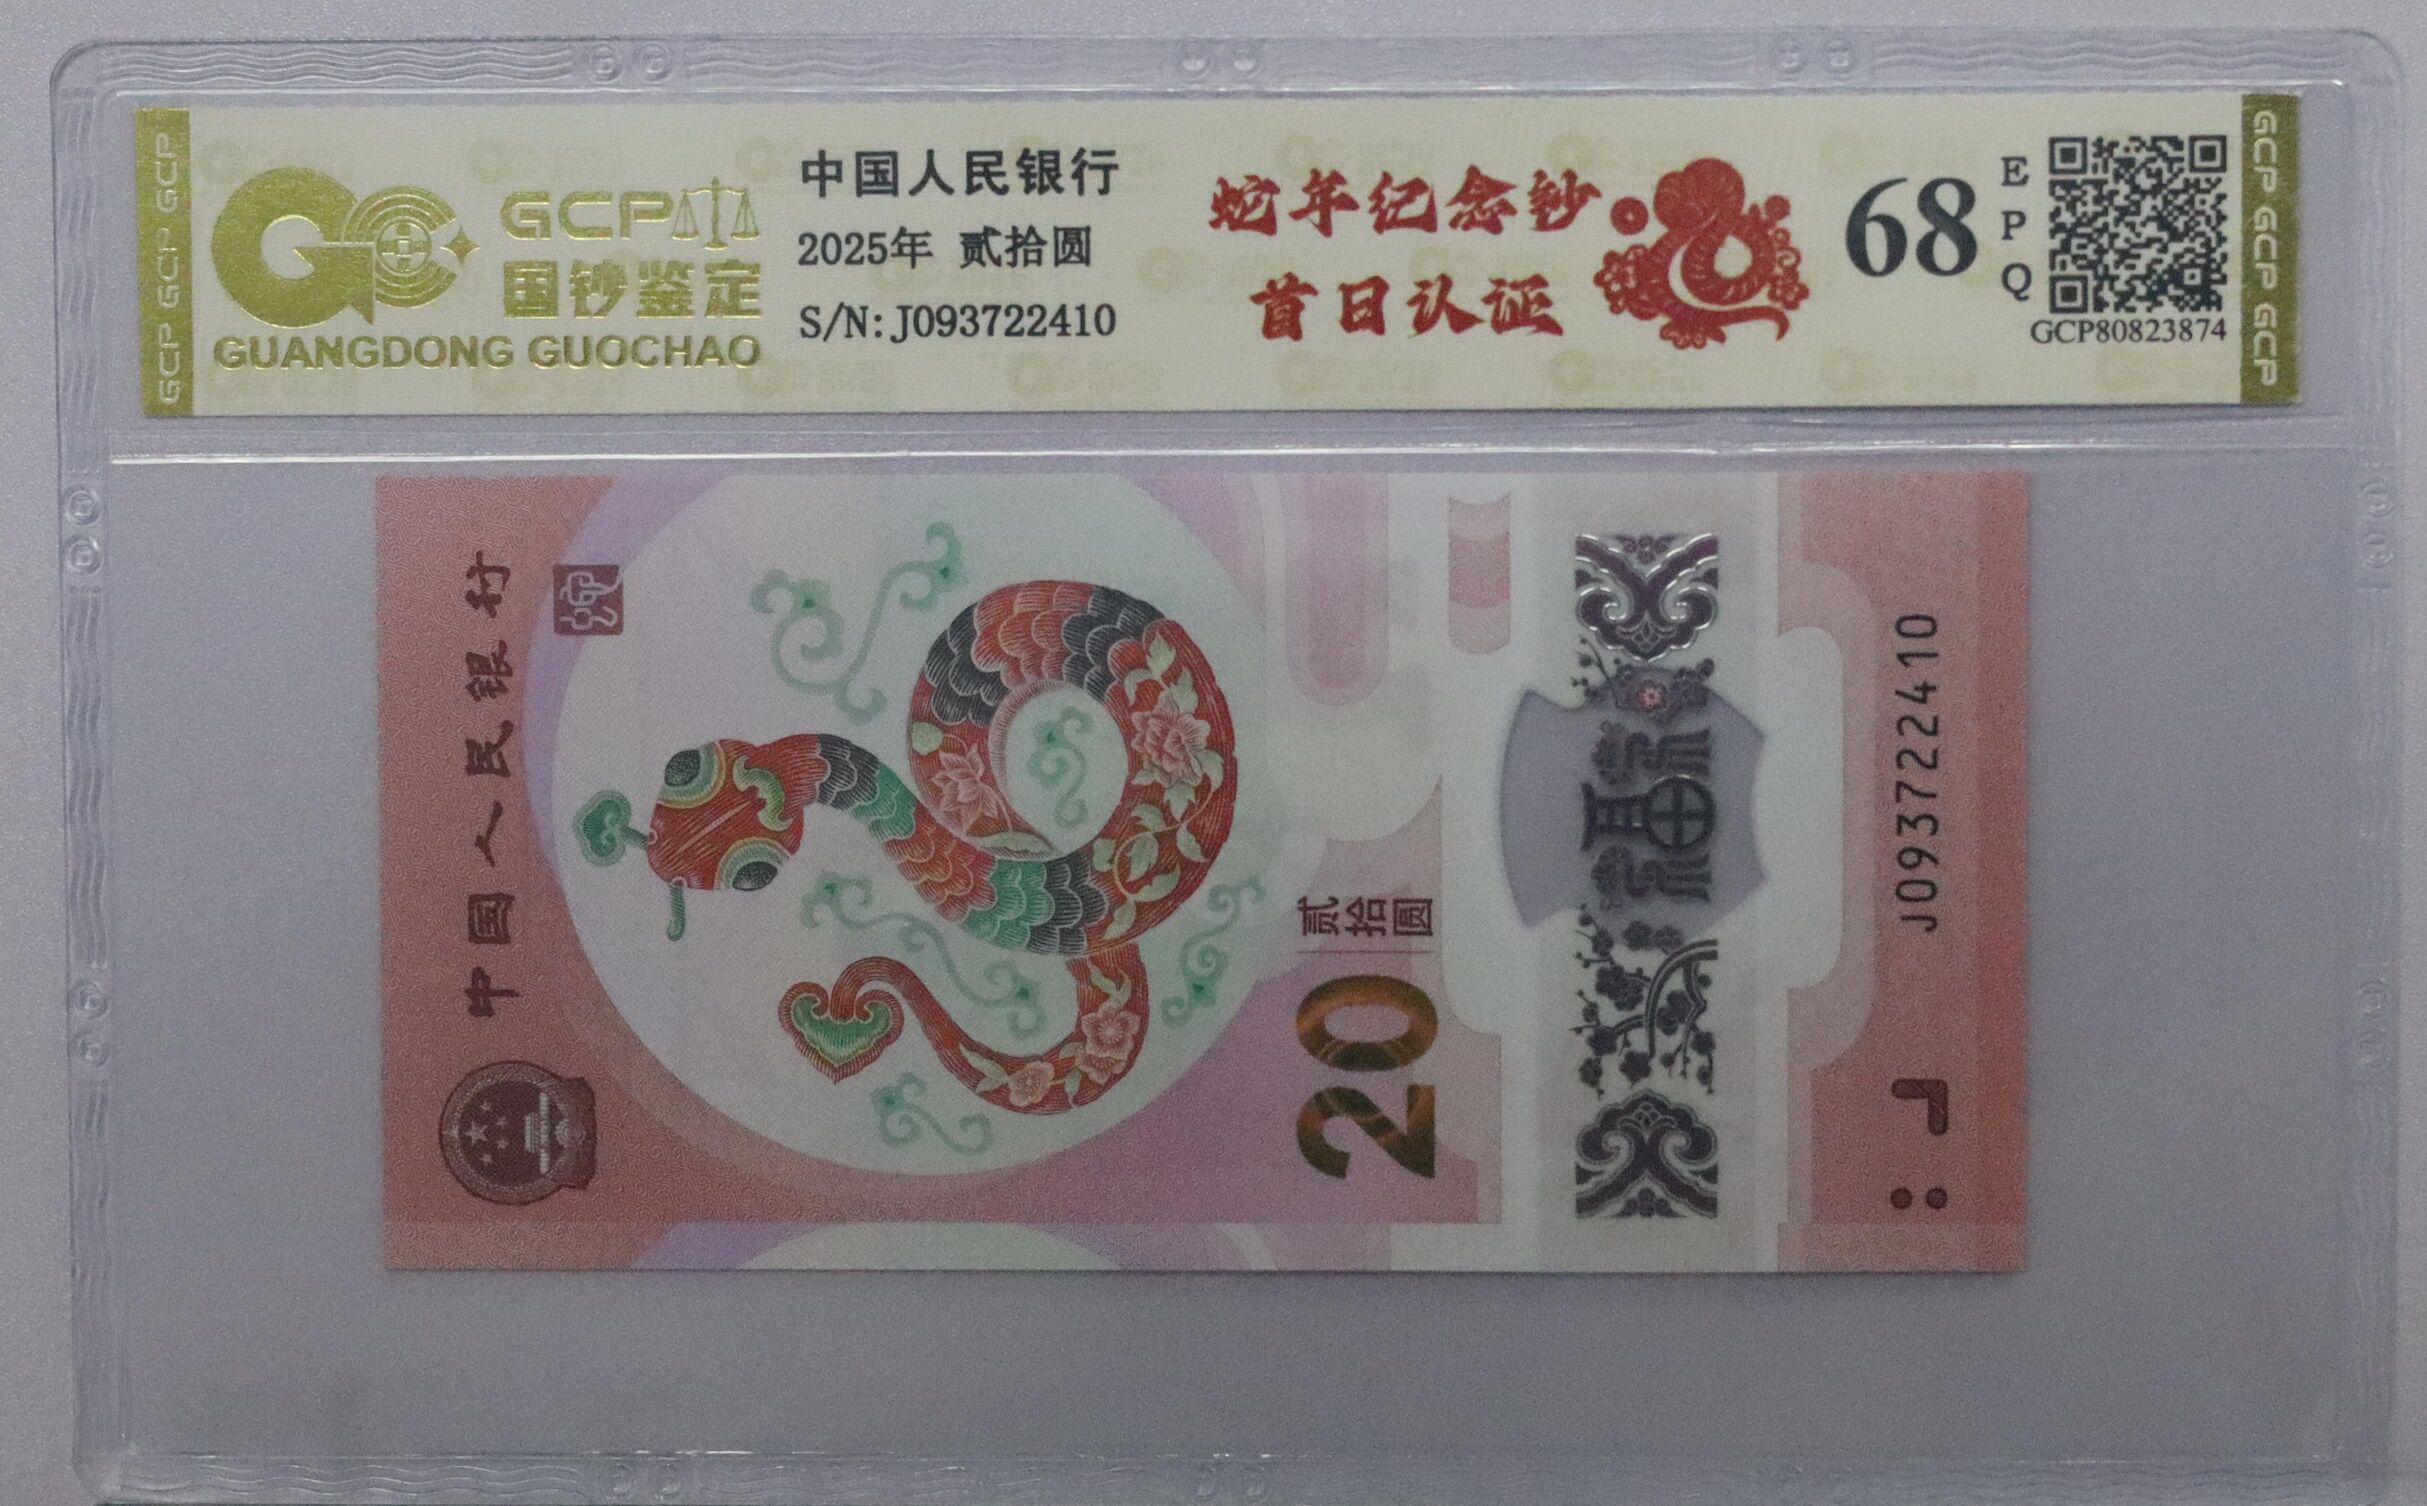 GCP GCP GCP
GCP
国钞鉴定
GUANGDONG GUOCHAO
中国人民银行
2025年 贰拾圆
S/N: J093722410
蛇年纪念钞
首日认证
68
EPQ
GCP80823874
GCP GCP GCP
中国人民银行
贰拾圆
20
福
J093722410